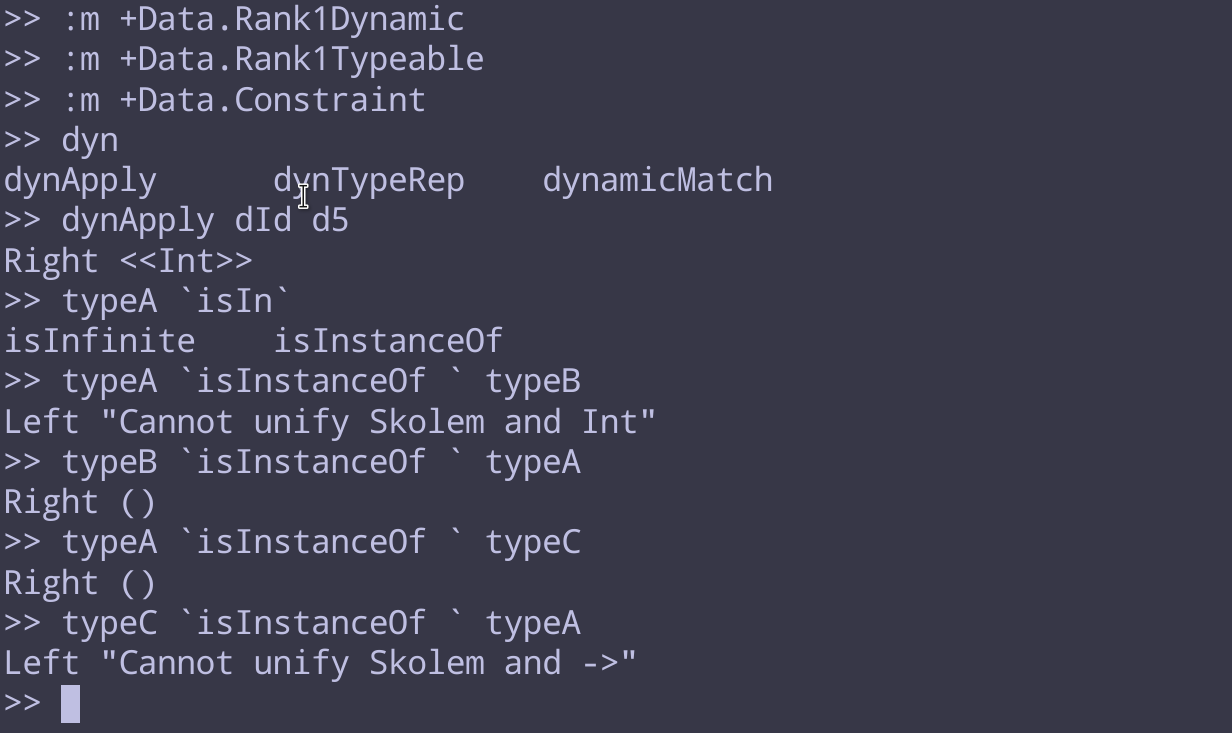 >> :m +Data.Rank1Dynamic
>> :m +Data.Rank1Typeable
>> :m +Data.Constraint
>> dyn
dynApply      dynTypeRep    dynamicMatch
>> dynApply dId d5
Right <<Int>>
>> typeA `isIn`
isInfinite    isInstanceOf
>> typeA `isInstanceOf ` typeB
Left "Cannot unify Skolem and Int"
>> typeB `isInstanceOf ` typeA
Right ()
>> typeA `isInstanceOf ` typeC
Right ()
>> typeC `isInstanceOf ` typeA
Left "Cannot unify Skolem and ->"
>>